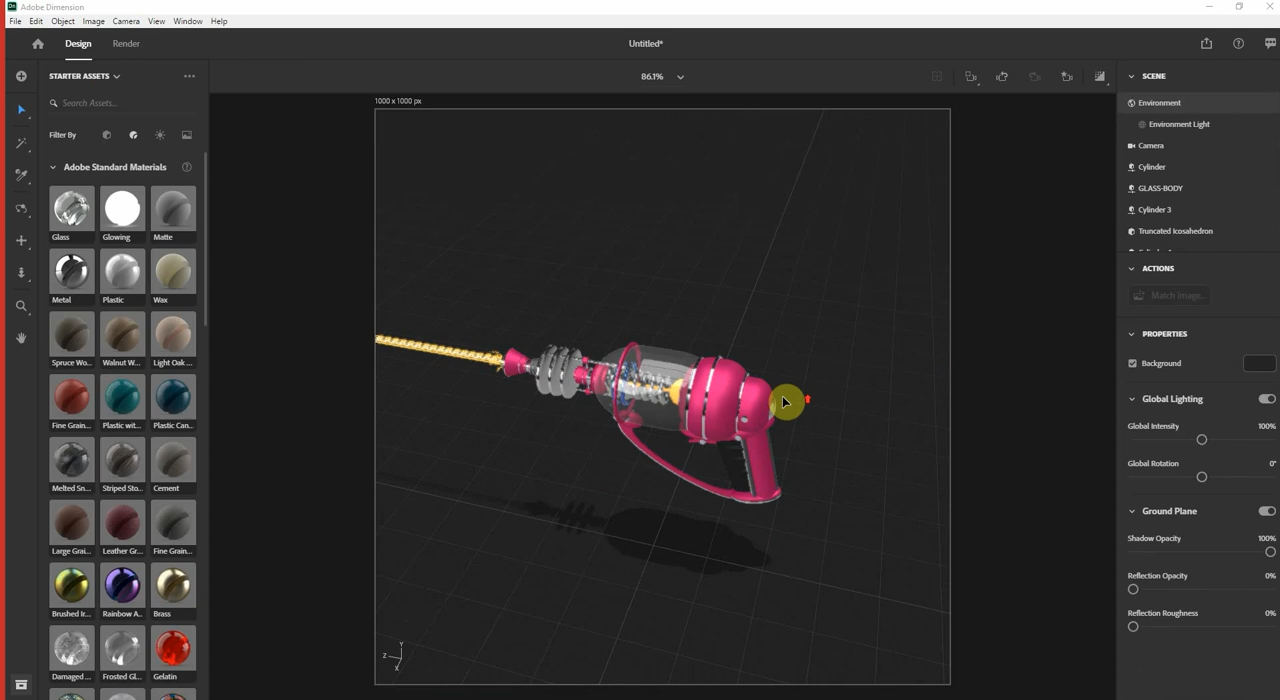 Dn Adobe Dimension
File Edit Object Image Camera View Window Help
Design Render Untitled*
STARTER ASSETS
86.1%
SCENE
1000 x 1000 px
Search Assets...
Environment
Environment Light
Filter By
Camera
Adobe Standard Materials
Cylinder
GLASS-BODY
Cylinder 3
Truncated Icosahedron
Glass Glowing Matte
ACTIONS
Match Image...
Metal Plastic Wax
PROPERTIES
Background
Spruce Wo... Walnut W... Light Oak ...
Global Lighting
Global Intensity 100%
Fine Grain... Plastic wit... Plastic Can...
Global Rotation 0°
Melted Sn... Striped Sto... Cement
Ground Plane
Shadow Opacity 100%
Large Grai... Leather Gr... Fine Grain...
Reflection Opacity 0%
Brushed Ir... Rainbow A... Brass
Reflection Roughness 0%
Y
Z
X
Damaged ... Frosted Gl... Gelatin